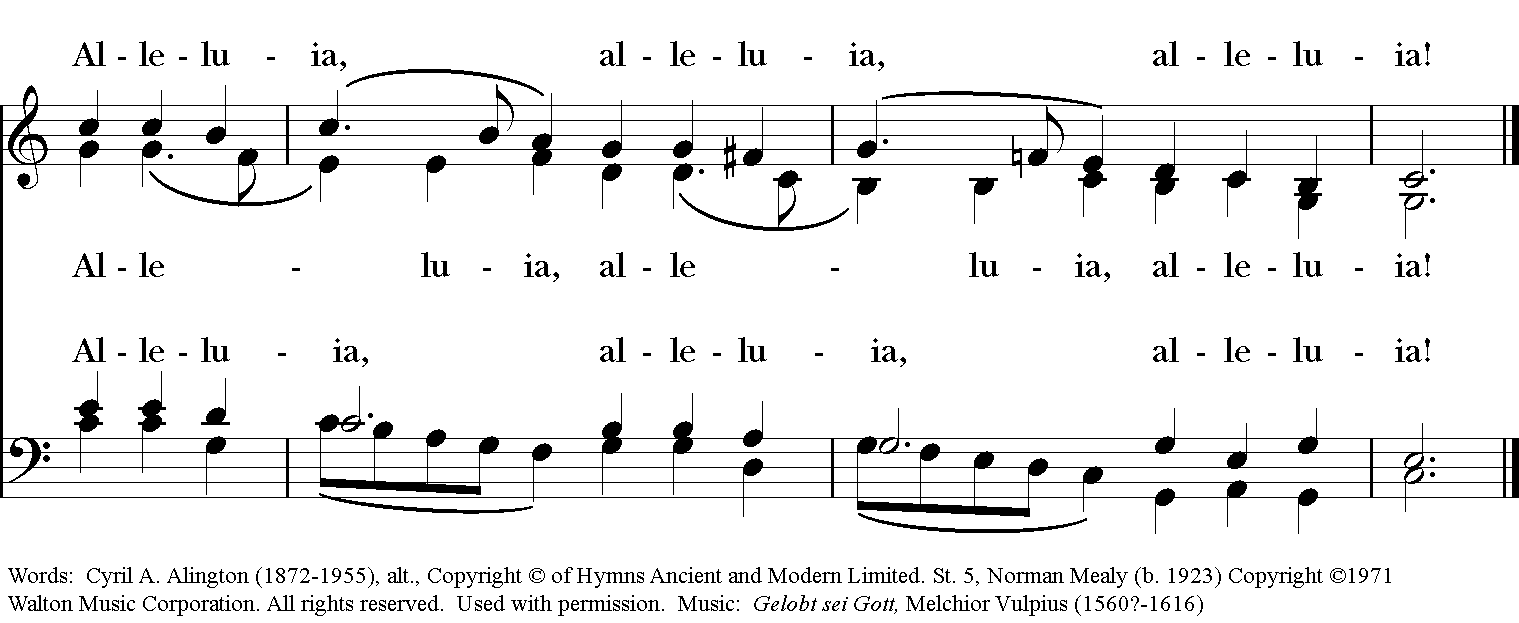 Al - le - lu - ia, al - le - lu - ia, al - le - lu - ia!
Al - le - lu - ia, al - le - lu - ia, al - le - lu - ia!
Al - le - lu - ia, al - le - lu - ia, al - le - lu - ia!
Words: Cyril A. Alington (1872-1955), alt., Copyright © of Hymns Ancient and Modern Limited. St. 5, Norman Mealy (b. 1923) Copyright ©1971
Walton Music Corporation. All rights reserved. Used with permission. Music: Gelobt sei Gott, Melchior Vulpius (1560?-1616)